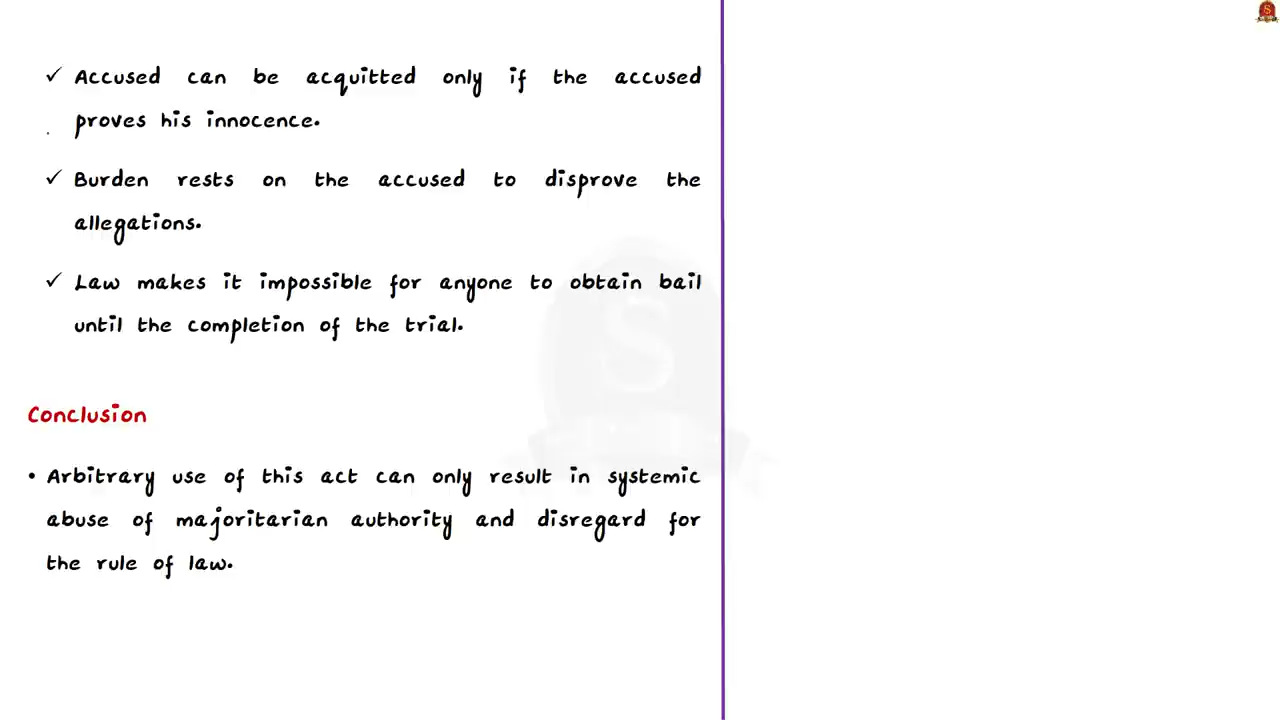 ✓ Accused can be acquitted only if the accused
proves his innocence.
✓ Burden rests on the accused to disprove the
allegations.
✓ Law makes it impossible for anyone to obtain bail
until the completion of the trial.
Conclusion
• Arbitrary use of this act can only result in systemic
abuse of majoritarian authority and disregard for
the rule of law.
S